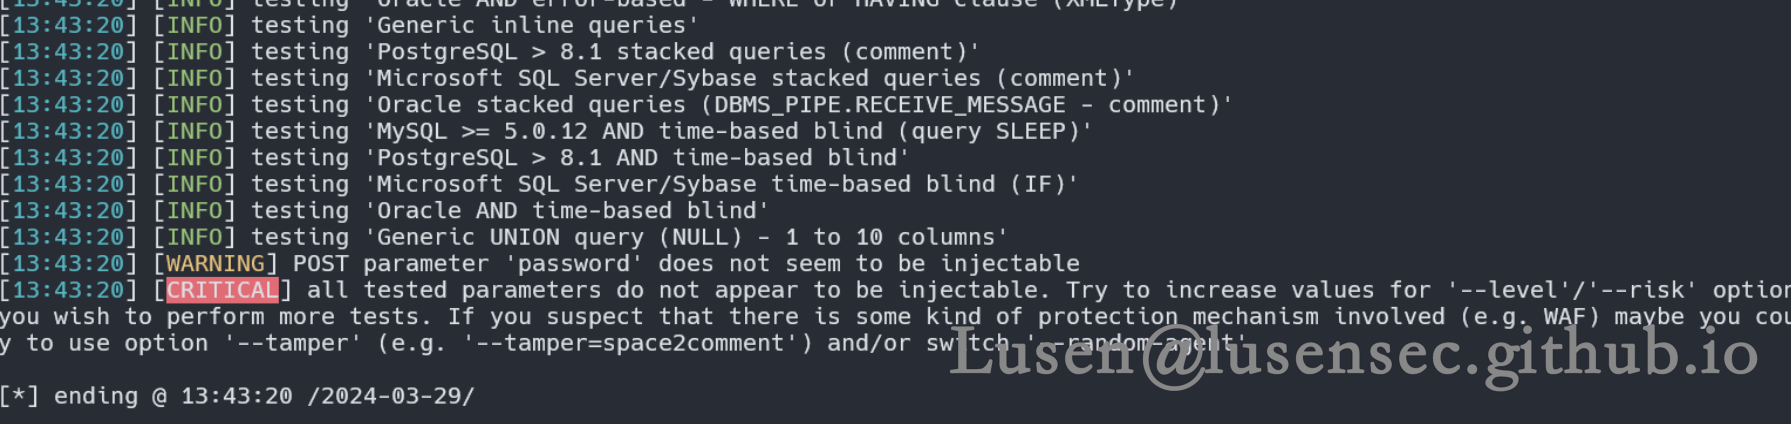 [13:43:20] [INFO] testing 'Oracle AND error-based - WHERE or HAVING clause (XMLType)'
[13:43:20] [INFO] testing 'Generic inline queries'
[13:43:20] [INFO] testing 'PostgreSQL > 8.1 stacked queries (comment)'
[13:43:20] [INFO] testing 'Microsoft SQL Server/Sybase stacked queries (comment)'
[13:43:20] [INFO] testing 'Oracle stacked queries (DBMS_PIPE.RECEIVE_MESSAGE - comment)'
[13:43:20] [INFO] testing 'MySQL >= 5.0.12 AND time-based blind (query SLEEP)'
[13:43:20] [INFO] testing 'PostgreSQL > 8.1 AND time-based blind'
[13:43:20] [INFO] testing 'Microsoft SQL Server/Sybase time-based blind (IF)'
[13:43:20] [INFO] testing 'Oracle AND time-based blind'
[13:43:20] [INFO] testing 'Generic UNION query (NULL) - 1 to 10 columns'
[13:43:20] [WARNING] POST parameter 'password' does not seem to be injectable
[13:43:20] [CRITICAL] all tested parameters do not appear to be injectable. Try to increase values for '--level'/'--risk' option
you wish to perform more tests. If you suspect that there is some kind of protection mechanism involved (e.g. WAF) maybe you cou
y to use option '--tamper' (e.g. '--tamper=space2comment') and/or switch '--random-agent'
Lusen@lusensec.github.io
[*] ending @ 13:43:20 /2024-03-29/